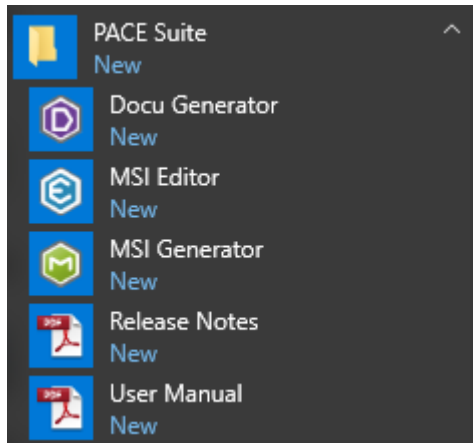 PACE Suite
New
Docu Generator
New
MSI Editor
New
MSI Generator
New
Release Notes
New
User Manual
New